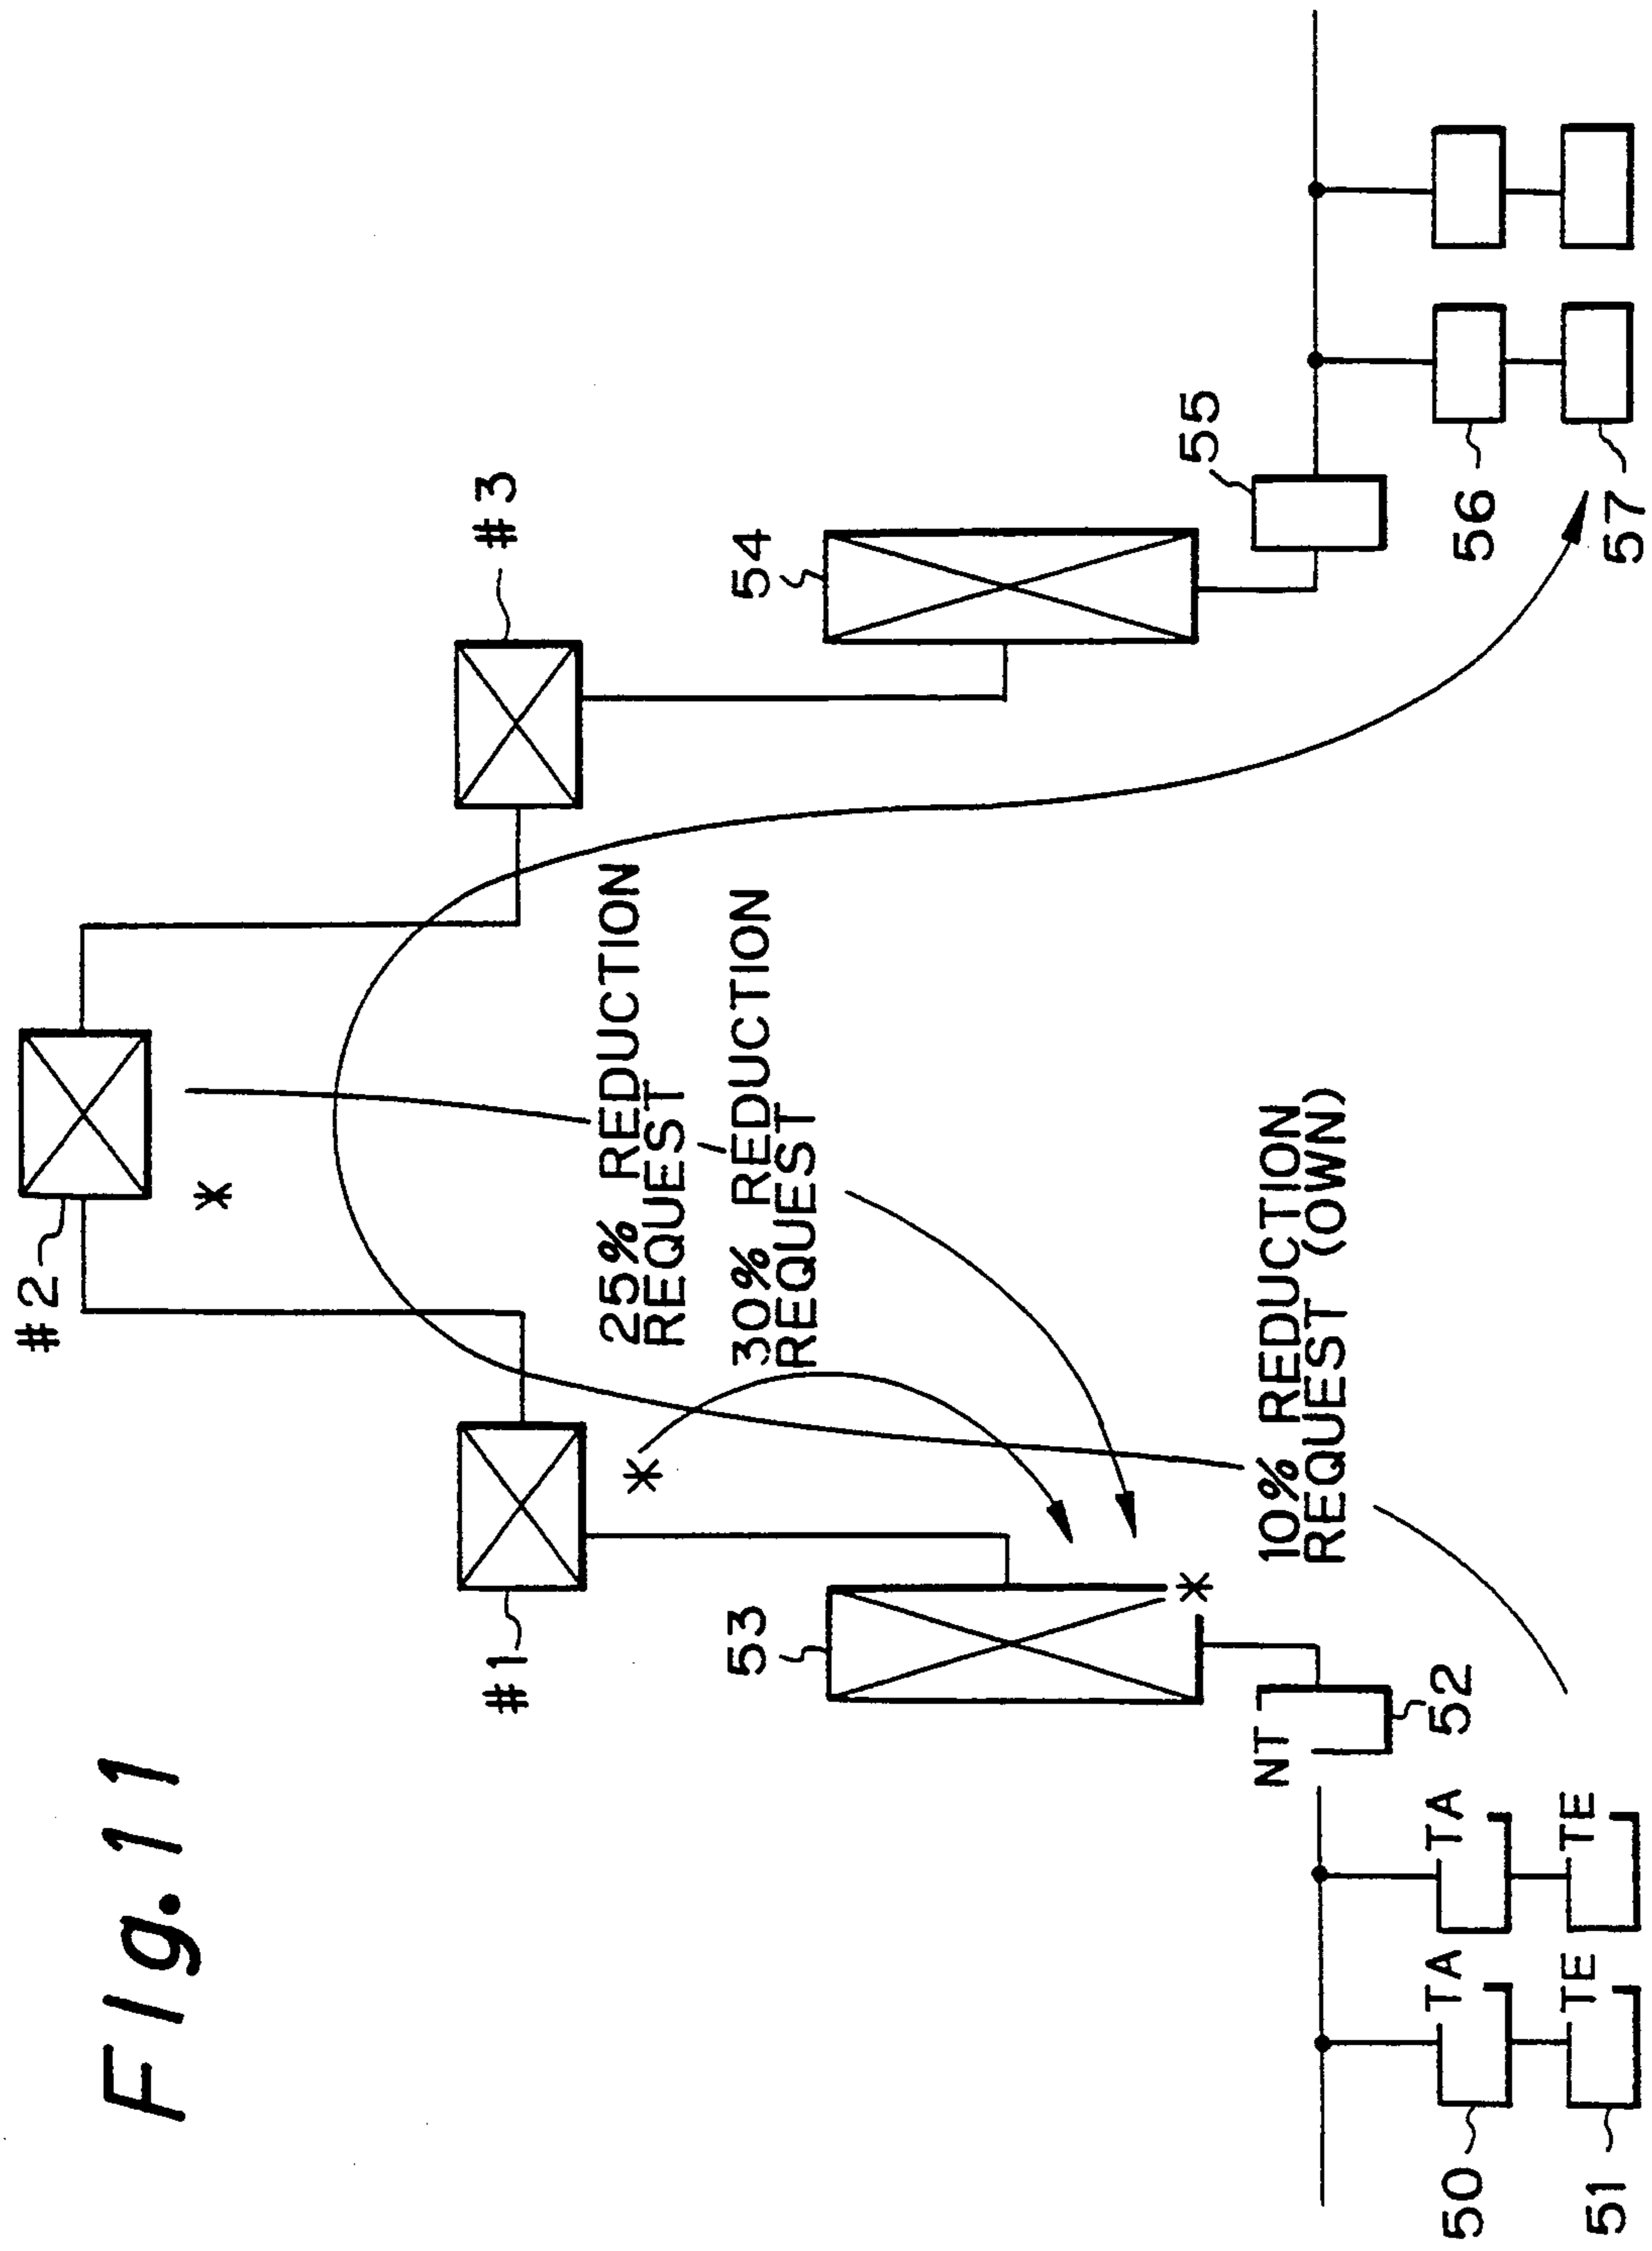 Fig. 11
#2
#1
#3
*
*
*
25% REDUCTION
REQUEST
30% REDUCTION
REQUEST
10% REDUCTION
REQUEST (OWN)
53
54
55
NT
52
TA
TA
TE
TE
50
51
56
57